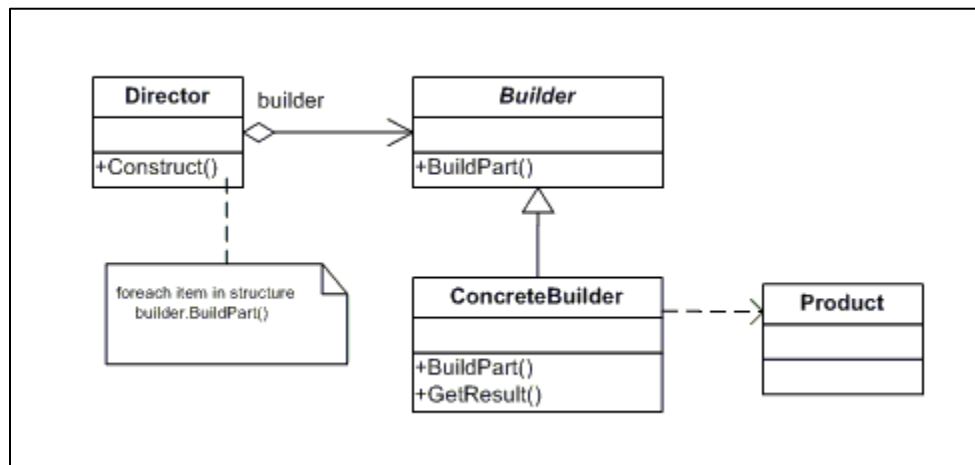 Director
builder
Builder
+Construct()
+BuildPart()
foreach item in structure
builder.BuildPart()
ConcreteBuilder
Product
+BuildPart()
+GetResult()